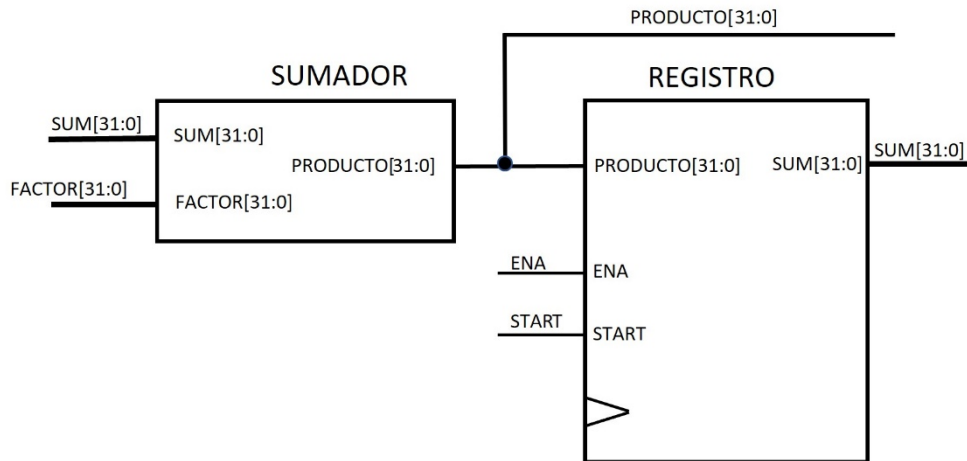 PRODUCTO[31:0]
SUMADOR
REGISTRO
SUM[31:0]
SUM[31:0]
PRODUCTO[31:0]
FACTOR[31:0]
FACTOR[31:0]
PRODUCTO[31:0]
SUM[31:0]
SUM[31:0]
ENA
ENA
START
START